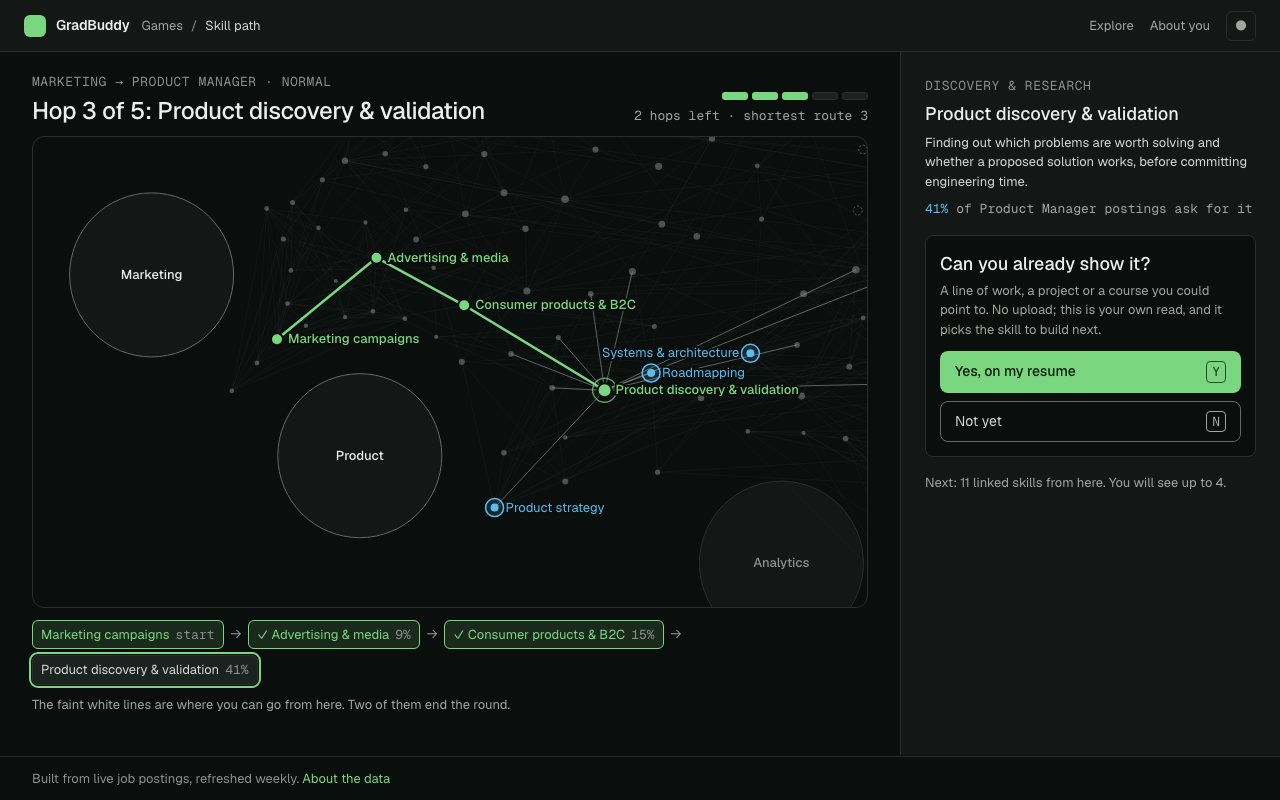 GradBuddy Games / Skill path
Explore About you
MARKETING → PRODUCT MANAGER · NORMAL
Hop 3 of 5: Product discovery & validation
2 hops left · shortest route 3
Marketing
Advertising & media
Consumer products & B2C
Marketing campaigns
Systems & architecture
Roadmapping
Product discovery & validation
Product
Product strategy
Analytics
Marketing campaigns start → ✓ Advertising & media 9% → ✓ Consumer products & B2C 15% →
Product discovery & validation 41%
The faint white lines are where you can go from here. Two of them end the round.
DISCOVERY & RESEARCH
Product discovery & validation
Finding out which problems are worth solving and
whether a proposed solution works, before committing
engineering time.
41% of Product Manager postings ask for it
Can you already show it?
A line of work, a project or a course you could
point to. No upload; this is your own read, and it
picks the skill to build next.
Yes, on my resume Y
Not yet N
Next: 11 linked skills from here. You will see up to 4.
Built from live job postings, refreshed weekly. About the data